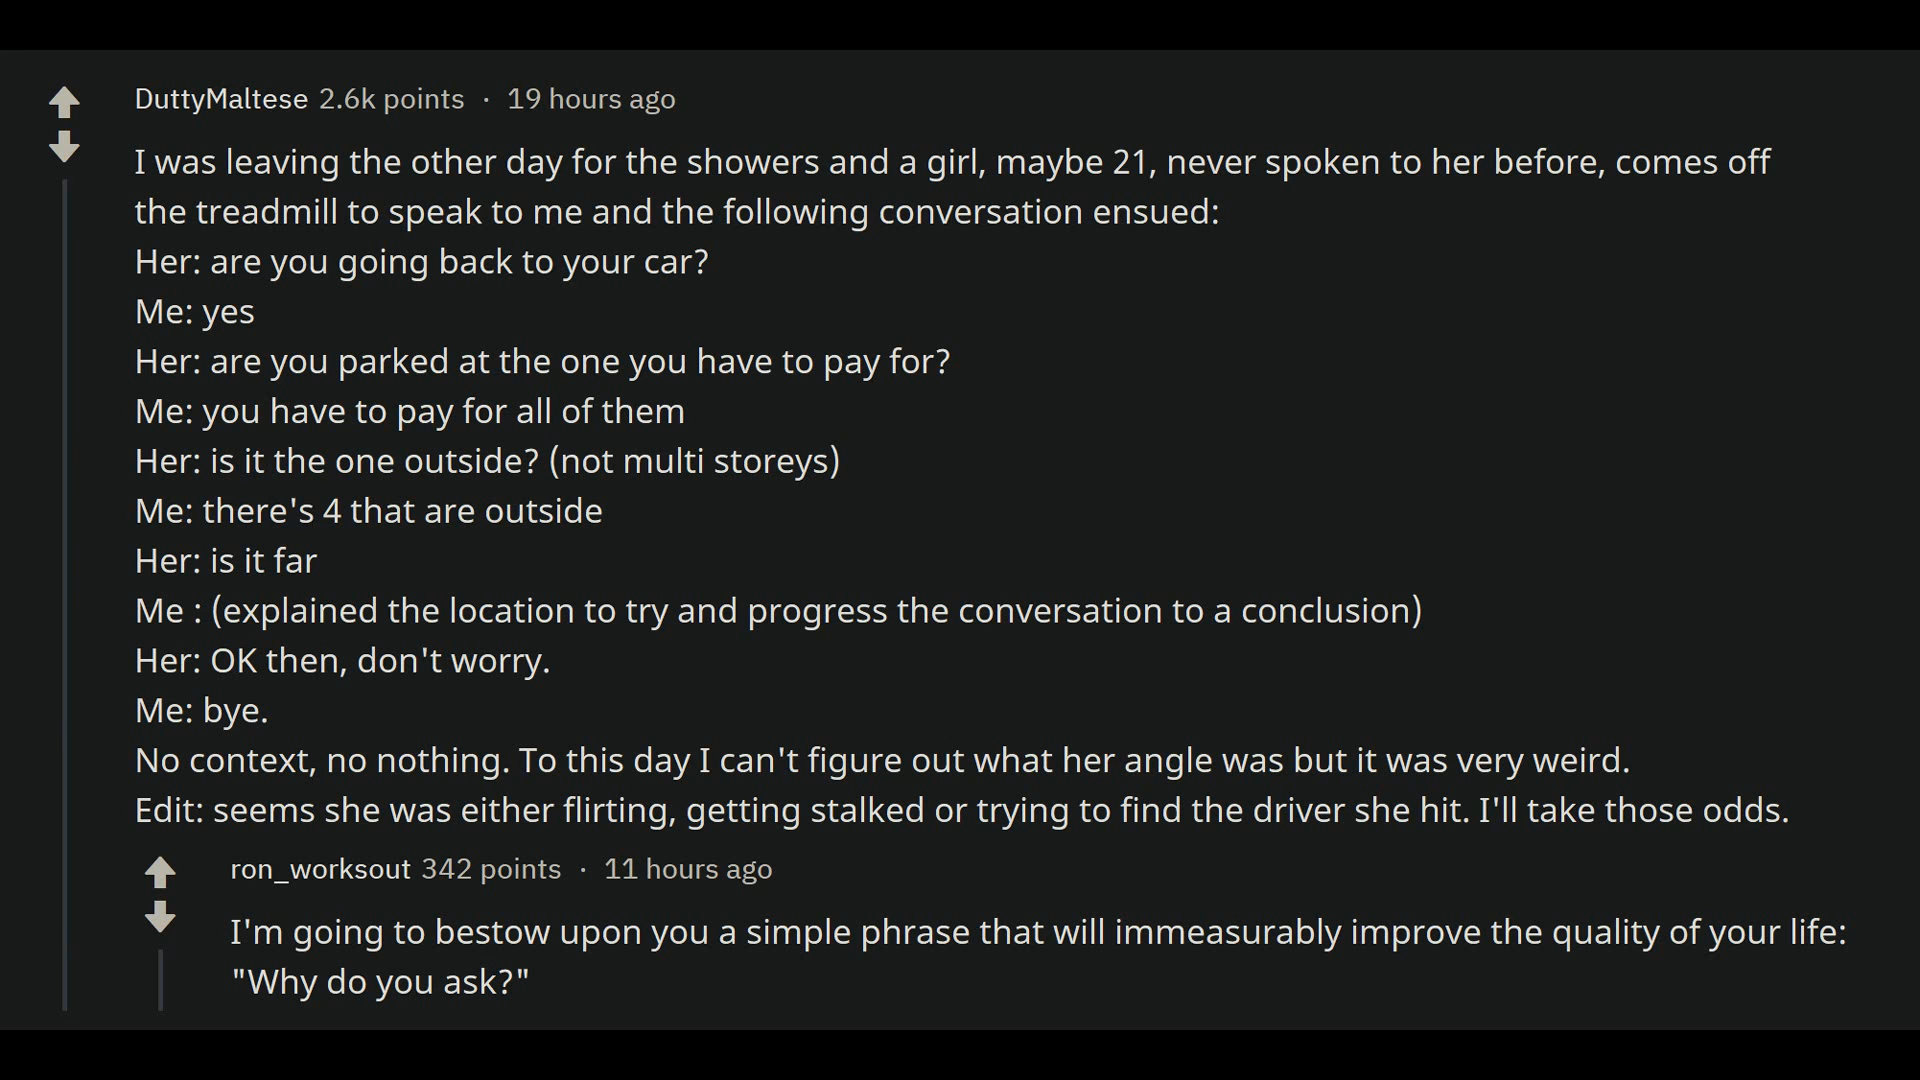 DuttyMaltese 2.6k points · 19 hours ago
I was leaving the other day for the showers and a girl, maybe 21, never spoken to her before, comes off
the treadmill to speak to me and the following conversation ensued:
Her: are you going back to your car?
Me: yes
Her: are you parked at the one you have to pay for?
Me: you have to pay for all of them
Her: is it the one outside? (not multi storeys)
Me: there's 4 that are outside
Her: is it far
Me : (explained the location to try and progress the conversation to a conclusion)
Her: OK then, don't worry.
Me: bye.
No context, no nothing. To this day I can't figure out what her angle was but it was very weird.
Edit: seems she was either flirting, getting stalked or trying to find the driver she hit. I'll take those odds.
ron_worksout 342 points · 11 hours ago
I'm going to bestow upon you a simple phrase that will immeasurably improve the quality of your life:
"Why do you ask?"